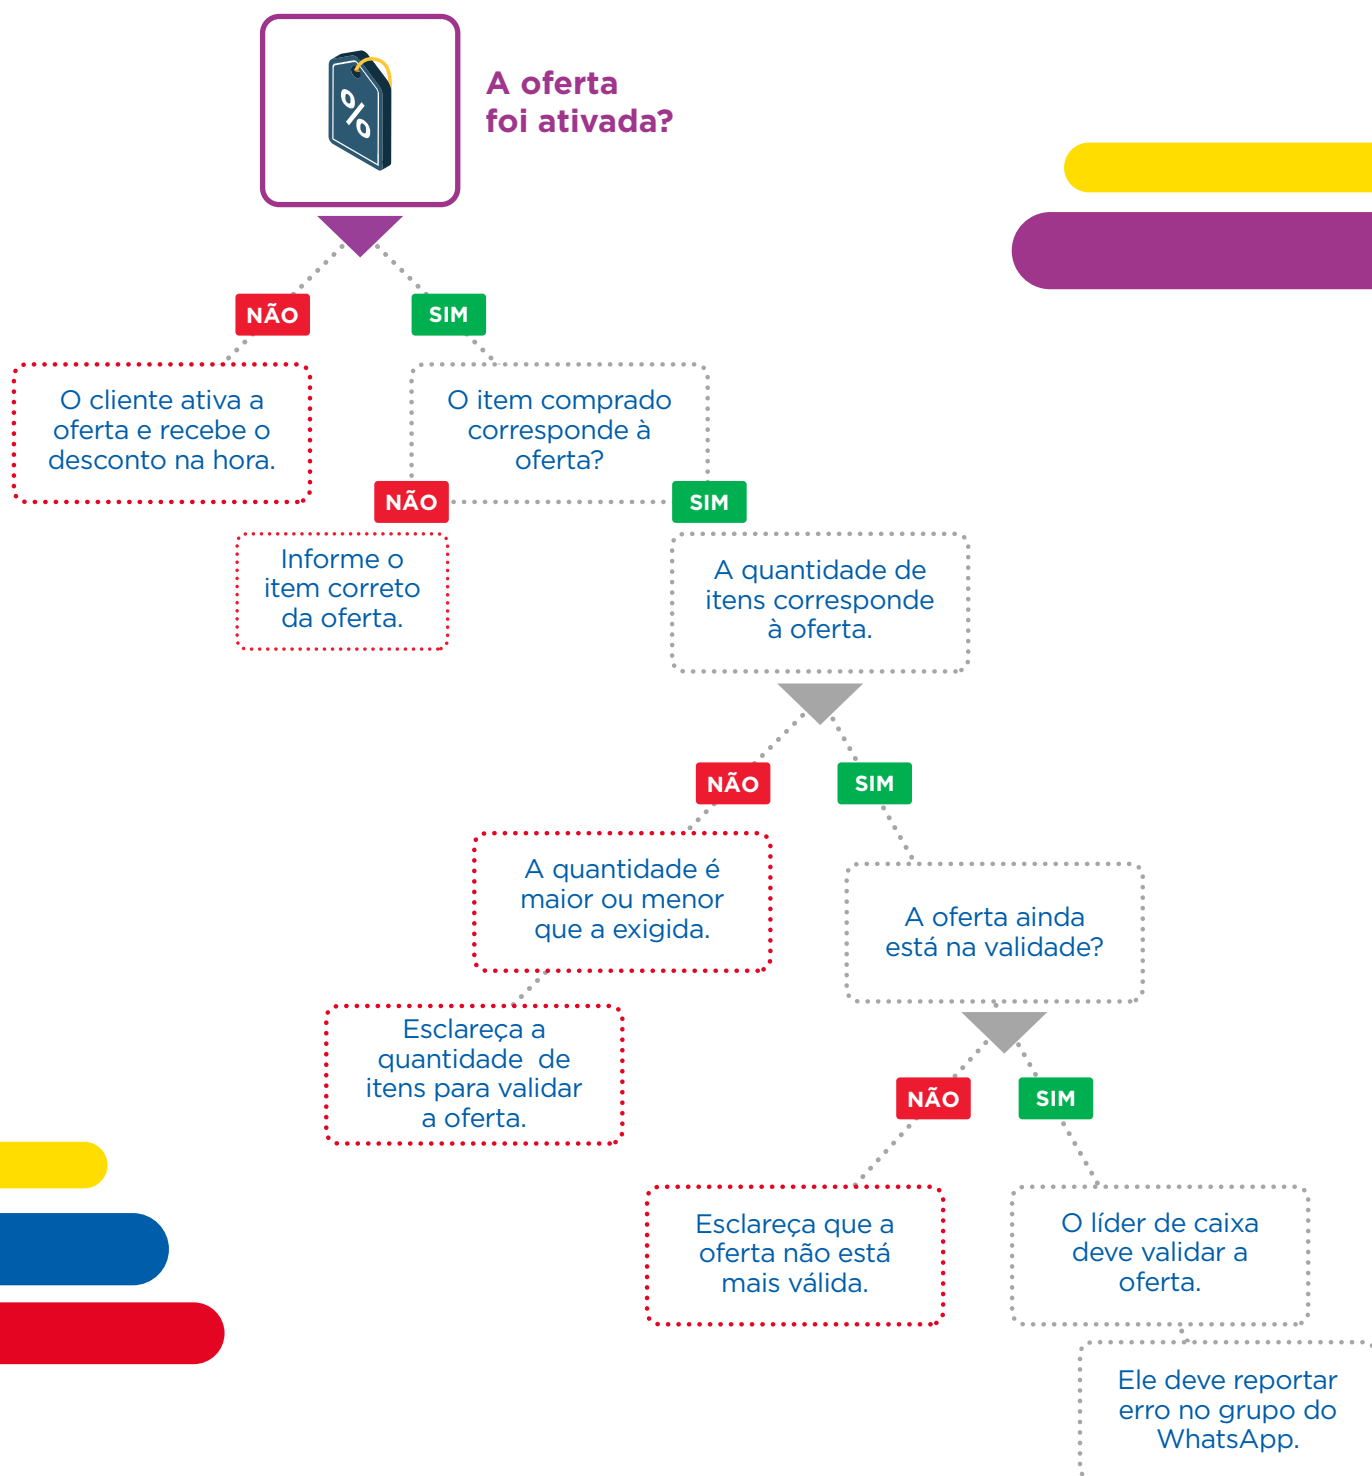 %
A oferta
foi ativada?
NÃO
SIM
O cliente ativa a
oferta e recebe o
desconto na hora.
O item comprado
corresponde à
oferta?
NÃO
SIM
Informe o
item correto
da oferta.
A quantidade de
itens corresponde
à oferta.
NÃO
SIM
A quantidade é
maior ou menor
que a exigida.
A oferta ainda
está na validade?
Esclareça a
quantidade de
itens para validar
a oferta.
NÃO
SIM
Esclareça que a
oferta não está
mais válida.
O líder de caixa
deve validar a
oferta.
Ele deve reportar
erro no grupo do
WhatsApp.